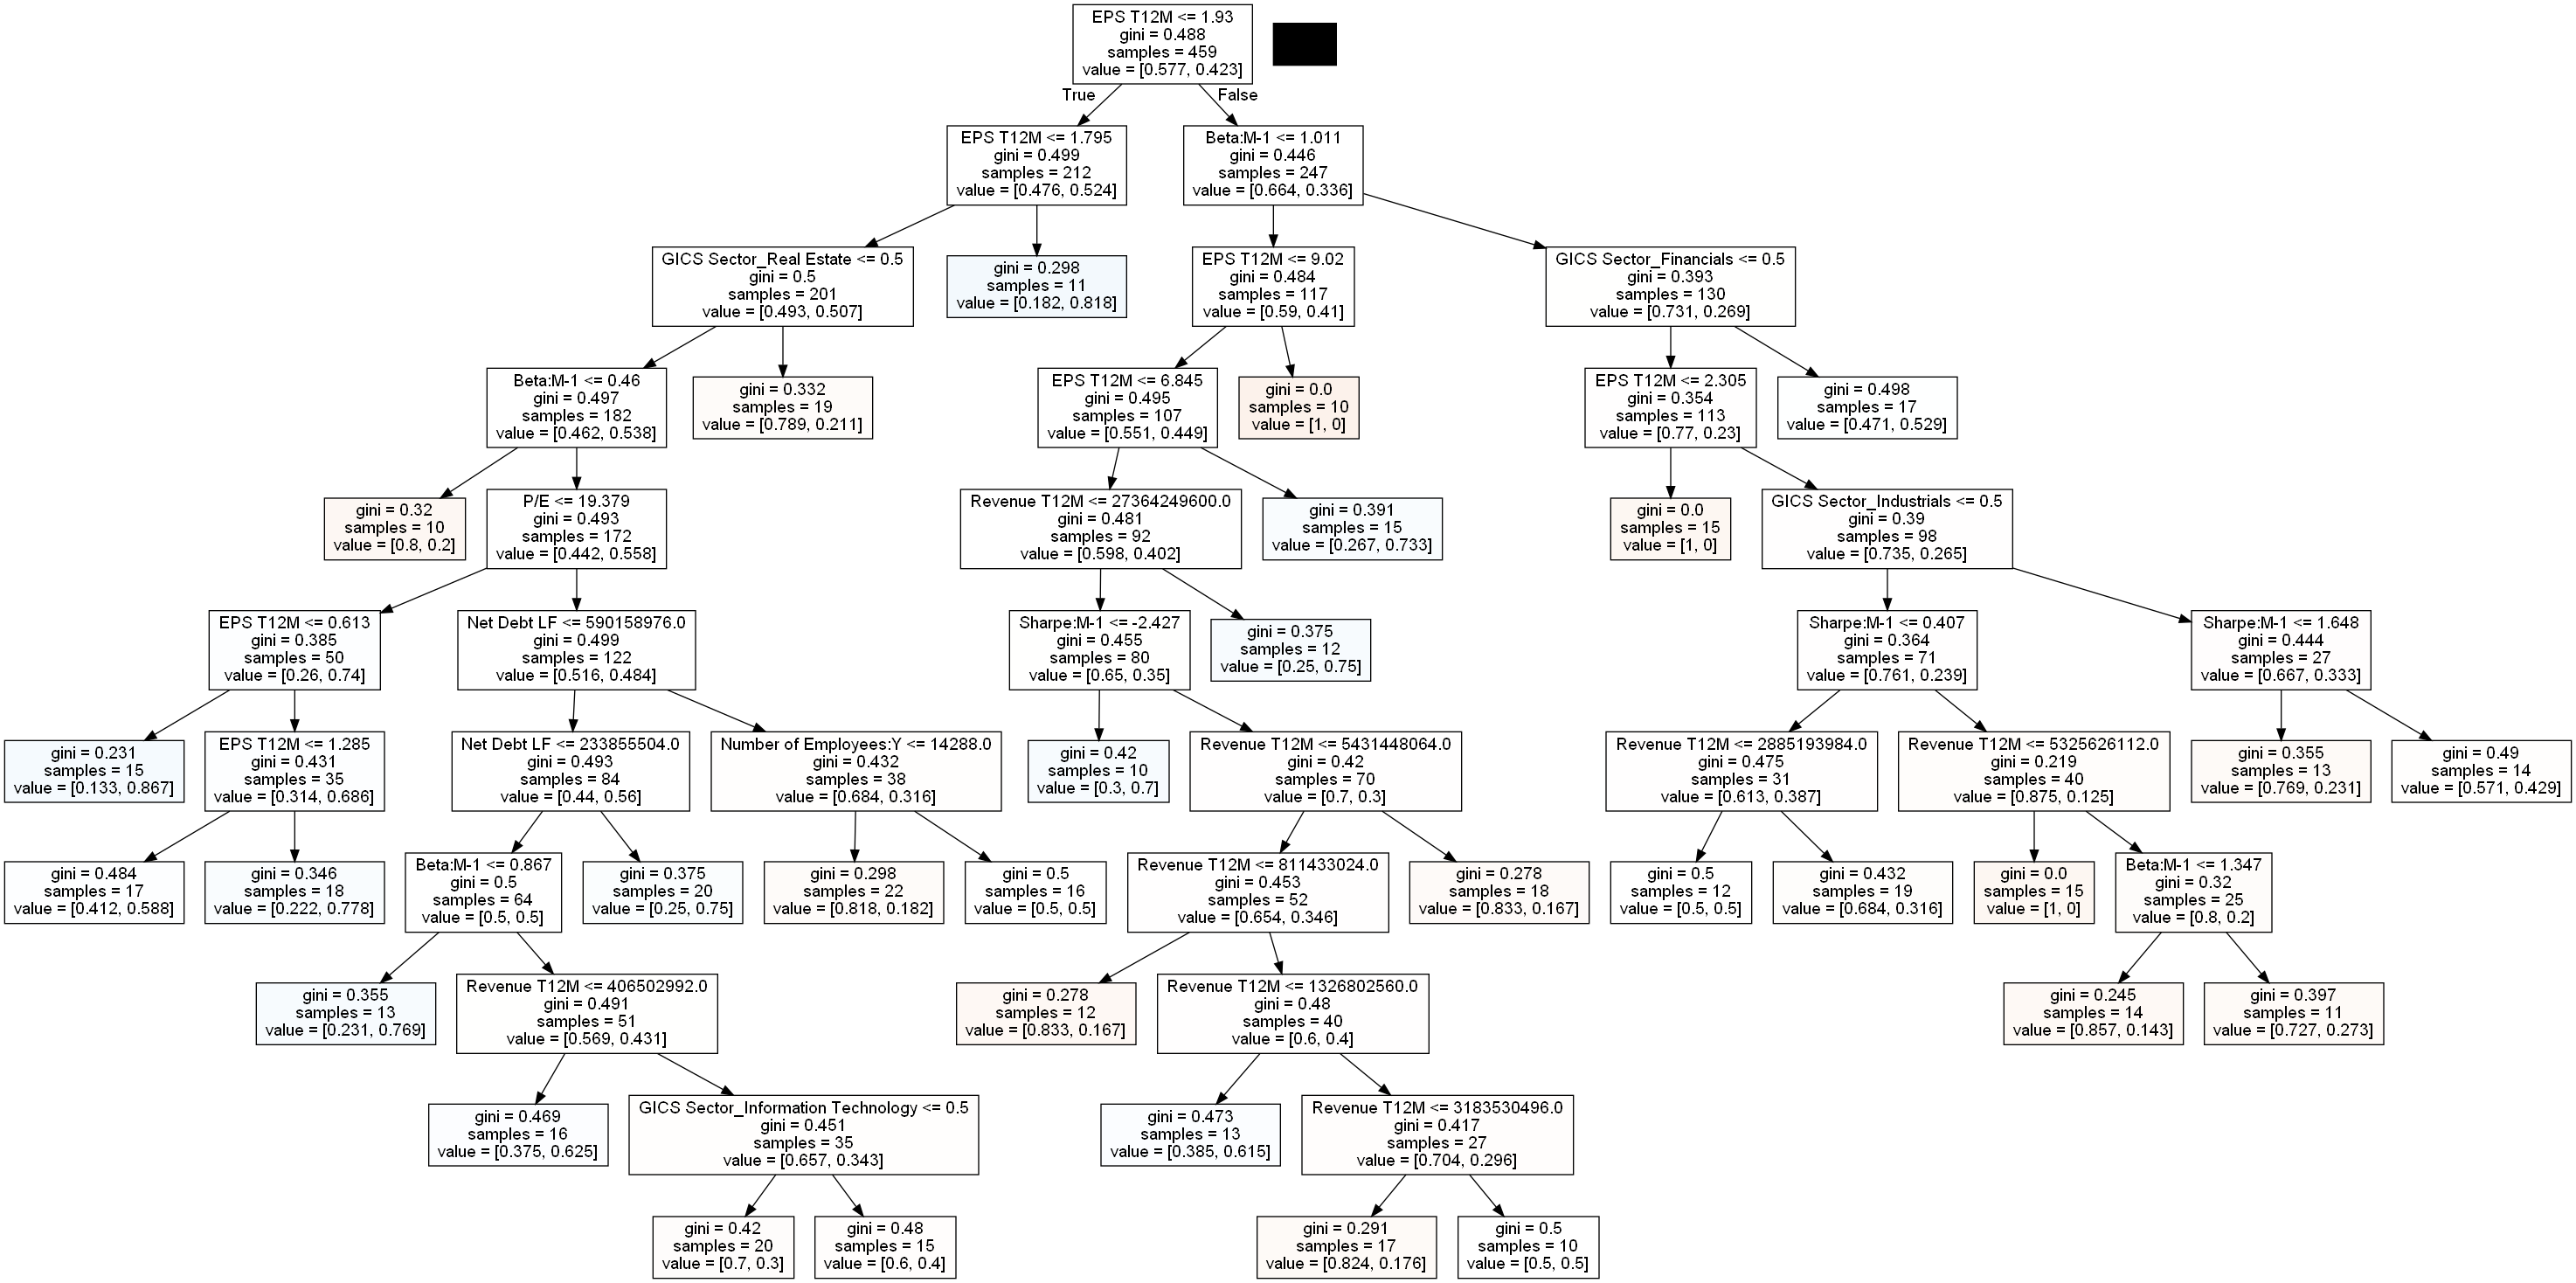 EPS T12M <= 1.93
gini = 0.488
samples = 459
value = [0.577, 0.423]
True
False
EPS T12M <= 1.795
gini = 0.499
samples = 212
value = [0.476, 0.524]
Beta:M-1 <= 1.011
gini = 0.446
samples = 247
value = [0.664, 0.336]
GICS Sector_Real Estate <= 0.5
gini = 0.5
samples = 201
value = [0.493, 0.507]
gini = 0.298
samples = 11
value = [0.182, 0.818]
EPS T12M <= 9.02
gini = 0.484
samples = 117
value = [0.59, 0.41]
GICS Sector_Financials <= 0.5
gini = 0.393
samples = 130
value = [0.731, 0.269]
Beta:M-1 <= 0.46
gini = 0.497
samples = 182
value = [0.462, 0.538]
gini = 0.332
samples = 19
value = [0.789, 0.211]
EPS T12M <= 6.845
gini = 0.495
samples = 107
value = [0.551, 0.449]
gini = 0.0
samples = 10
value = [1, 0]
EPS T12M <= 2.305
gini = 0.354
samples = 113
value = [0.77, 0.23]
gini = 0.498
samples = 17
value = [0.471, 0.529]
gini = 0.32
samples = 10
value = [0.8, 0.2]
P/E <= 19.379
gini = 0.493
samples = 172
value = [0.442, 0.558]
Revenue T12M <= 27364249600.0
gini = 0.481
samples = 92
value = [0.598, 0.402]
gini = 0.391
samples = 15
value = [0.267, 0.733]
gini = 0.0
samples = 15
value = [1, 0]
GICS Sector_Industrials <= 0.5
gini = 0.39
samples = 98
value = [0.735, 0.265]
EPS T12M <= 0.613
gini = 0.385
samples = 50
value = [0.26, 0.74]
Net Debt LF <= 590158976.0
gini = 0.499
samples = 122
value = [0.516, 0.484]
Sharpe:M-1 <= -2.427
gini = 0.455
samples = 80
value = [0.65, 0.35]
gini = 0.375
samples = 12
value = [0.25, 0.75]
Sharpe:M-1 <= 0.407
gini = 0.364
samples = 71
value = [0.761, 0.239]
Sharpe:M-1 <= 1.648
gini = 0.444
samples = 27
value = [0.667, 0.333]
gini = 0.231
samples = 15
value = [0.133, 0.867]
EPS T12M <= 1.285
gini = 0.431
samples = 35
value = [0.314, 0.686]
Net Debt LF <= 233855504.0
gini = 0.493
samples = 84
value = [0.44, 0.56]
Number of Employees:Y <= 14288.0
gini = 0.432
samples = 38
value = [0.684, 0.316]
gini = 0.42
samples = 10
value = [0.3, 0.7]
Revenue T12M <= 5431448064.0
gini = 0.42
samples = 70
value = [0.7, 0.3]
Revenue T12M <= 2885193984.0
gini = 0.475
samples = 31
value = [0.613, 0.387]
Revenue T12M <= 5325626112.0
gini = 0.219
samples = 40
value = [0.875, 0.125]
gini = 0.355
samples = 13
value = [0.769, 0.231]
gini = 0.49
samples = 14
value = [0.571, 0.429]
gini = 0.484
samples = 17
value = [0.412, 0.588]
gini = 0.346
samples = 18
value = [0.222, 0.778]
Beta:M-1 <= 0.867
gini = 0.5
samples = 64
value = [0.5, 0.5]
gini = 0.375
samples = 20
value = [0.25, 0.75]
gini = 0.298
samples = 22
value = [0.818, 0.182]
gini = 0.5
samples = 16
value = [0.5, 0.5]
Revenue T12M <= 811433024.0
gini = 0.453
samples = 52
value = [0.654, 0.346]
gini = 0.278
samples = 18
value = [0.833, 0.167]
gini = 0.5
samples = 12
value = [0.5, 0.5]
gini = 0.432
samples = 19
value = [0.684, 0.316]
gini = 0.0
samples = 15
value = [1, 0]
Beta:M-1 <= 1.347
gini = 0.32
samples = 25
value = [0.8, 0.2]
gini = 0.355
samples = 13
value = [0.231, 0.769]
Revenue T12M <= 406502992.0
gini = 0.491
samples = 51
value = [0.569, 0.431]
gini = 0.278
samples = 12
value = [0.833, 0.167]
Revenue T12M <= 1326802560.0
gini = 0.48
samples = 40
value = [0.6, 0.4]
gini = 0.245
samples = 14
value = [0.857, 0.143]
gini = 0.397
samples = 11
value = [0.727, 0.273]
gini = 0.469
samples = 16
value = [0.375, 0.625]
GICS Sector_Information Technology <= 0.5
gini = 0.451
samples = 35
value = [0.657, 0.343]
gini = 0.473
samples = 13
value = [0.385, 0.615]
Revenue T12M <= 3183530496.0
gini = 0.417
samples = 27
value = [0.704, 0.296]
gini = 0.42
samples = 20
value = [0.7, 0.3]
gini = 0.48
samples = 15
value = [0.6, 0.4]
gini = 0.291
samples = 17
value = [0.824, 0.176]
gini = 0.5
samples = 10
value = [0.5, 0.5]